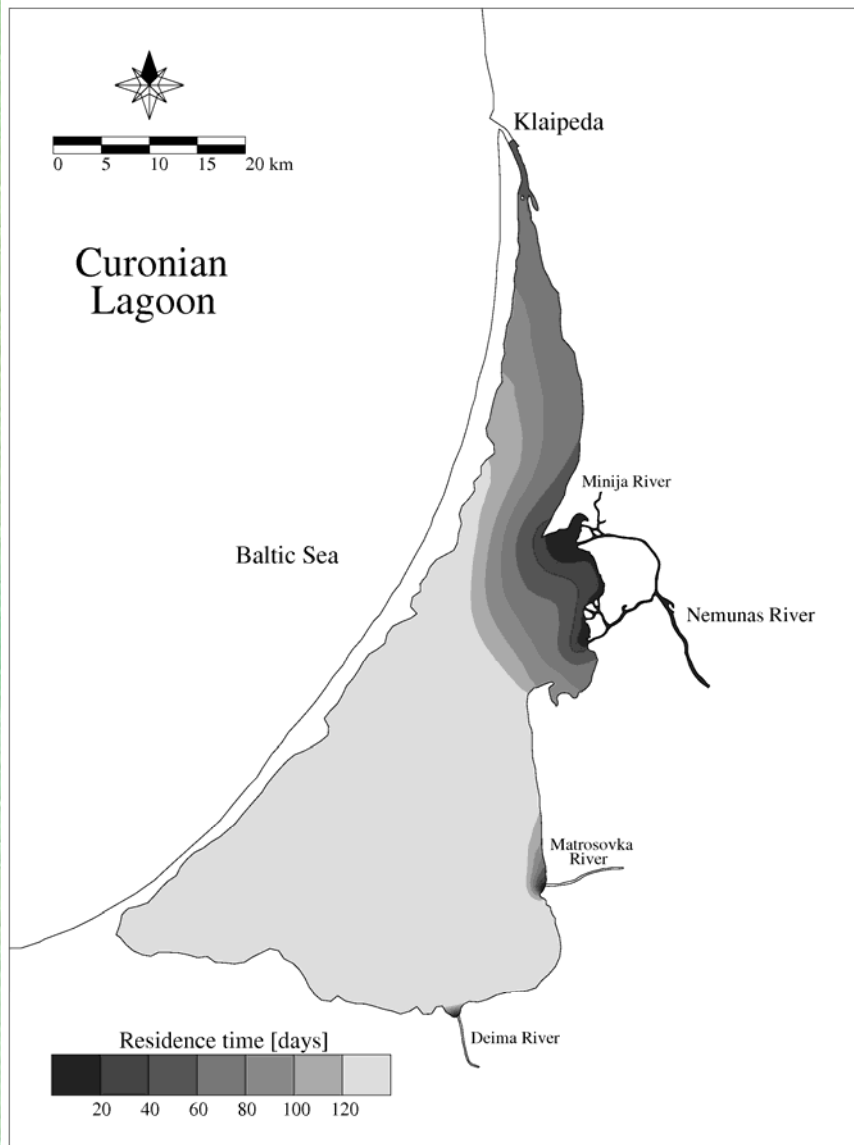 Klaipeda
0 5 10 15 20 km
Curonian
Lagoon
Minija River
Baltic Sea
Nemunas River
Matrosovka
River
Deima River
Residence time [days]
20 40 60 80 100 120